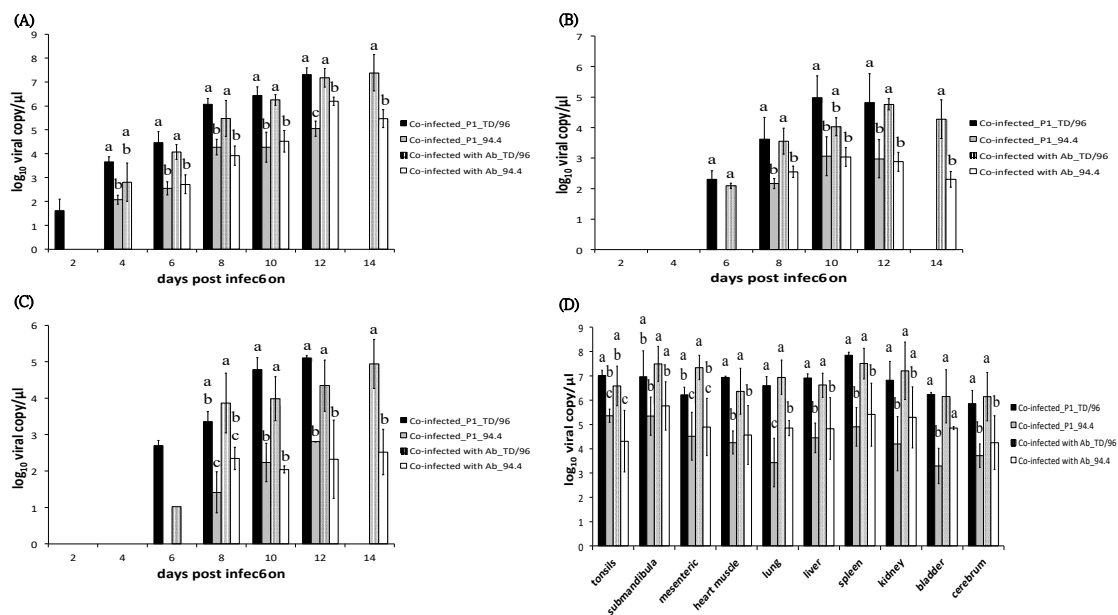 (A)
log10 viral copy/μl
9
8
7
6
5
4
3
2
1
0
a
b
a
a
b
a
b
a
b
a
b
a
b
a
b
a
c
a
b
a
b
2 4 6 8 10 12 14
days post infec6on
Co-infected_P1_TD/96
Co-infected_P1_94.4
Co-infected with Ab_TD/96
Co-infected with Ab_94.4
(B)
log10 viral copy/μl
7
6
5
4
3
2
1
0
a
a
a
b
a
b
a
b
a
b
a
b
a
b
a
b
2 4 6 8 10 12 14
days post infec6on
Co-infected_P1_TD/96
Co-infected_P1_94.4
Co-infected with Ab_TD/96
Co-infected with Ab_94.4
(C)
log10 viral copy/μl
6
5
4
3
2
1
0
a
b
c
a
b
c
a
b
a
b
a
b
a
b
a
b
2 4 6 8 10 12 14
days post infec6on
Co-infected_P1_TD/96
Co-infected_P1_94.4
Co-infected with Ab_TD/96
Co-infected with Ab_94.4
(D)
log10 viral copy/μl
9
8
7
6
5
4
3
2
1
0
a
b
c
a
b
c
a
b
b
a
a
b
a
b
c
a
b
c
a
b
a
b
a
c
a
b
a
b
a
b
a
b
a
b
a
b
a
b
a
b
a
a
b
a
b
tonsils
submandibula
mesenteric
heart muscle
lung
liver
spleen
kidney
bladder
cerebrum
Co-infected_P1_TD/96
Co-infected_P1_94.4
Co-infected with Ab_TD/96
Co-infected with Ab_94.4